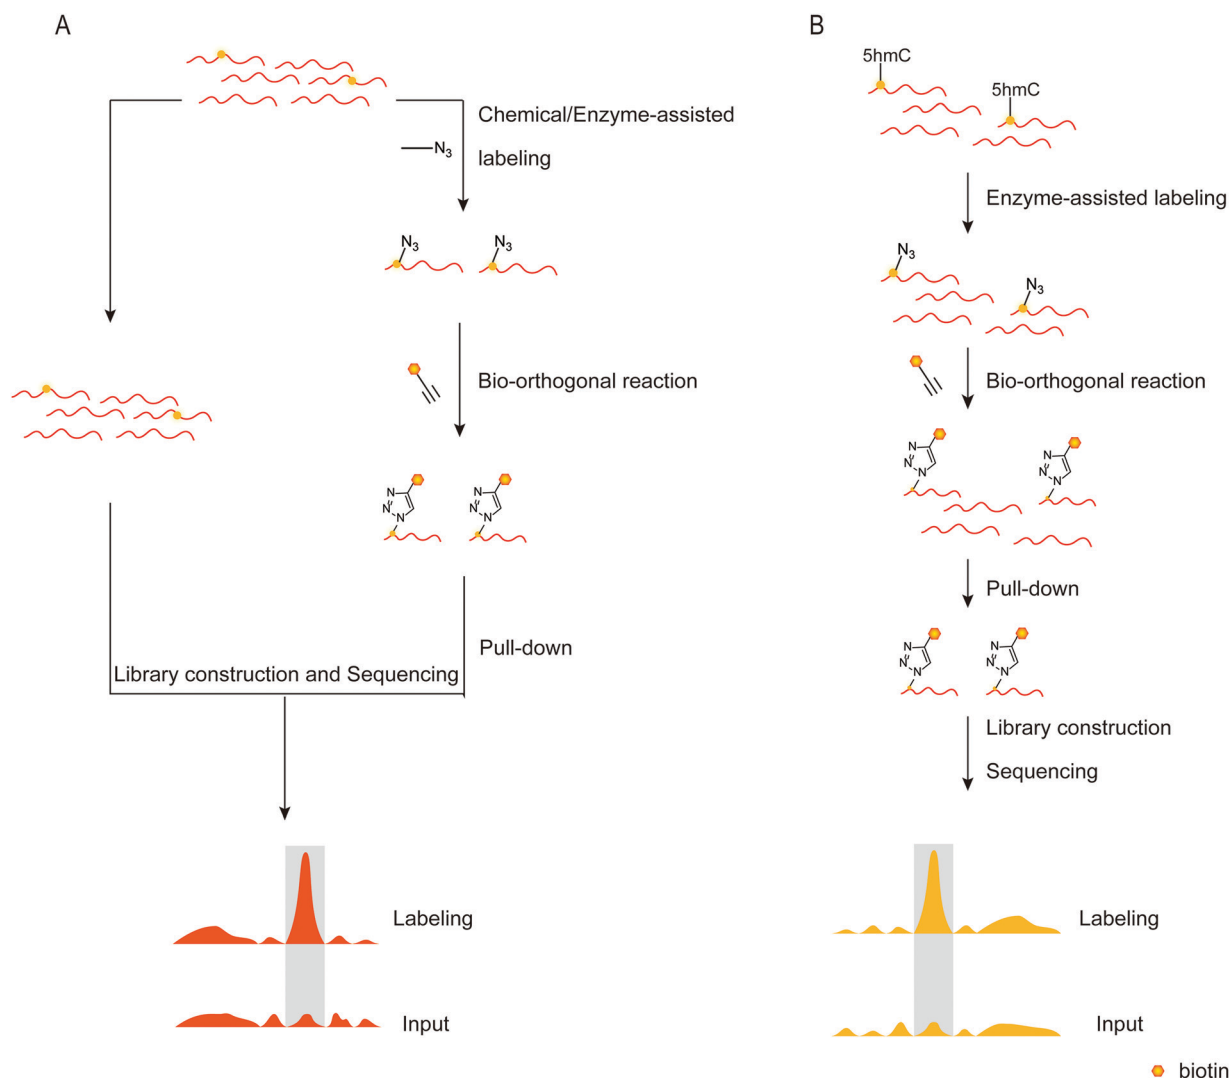 A
Chemical/Enzyme-assisted
N3
labeling
N3
N3
Bio-orthogonal reaction
N
N
N
N
N
N
Pull-down
Library construction and Sequencing
Labeling
Input
B
5hmC
5hmC
Enzyme-assisted labeling
N3
N3
Bio-orthogonal reaction
N
N
N
N
N
N
Pull-down
N
N
N
N
N
N
Library construction
Sequencing
Labeling
Input
biotin